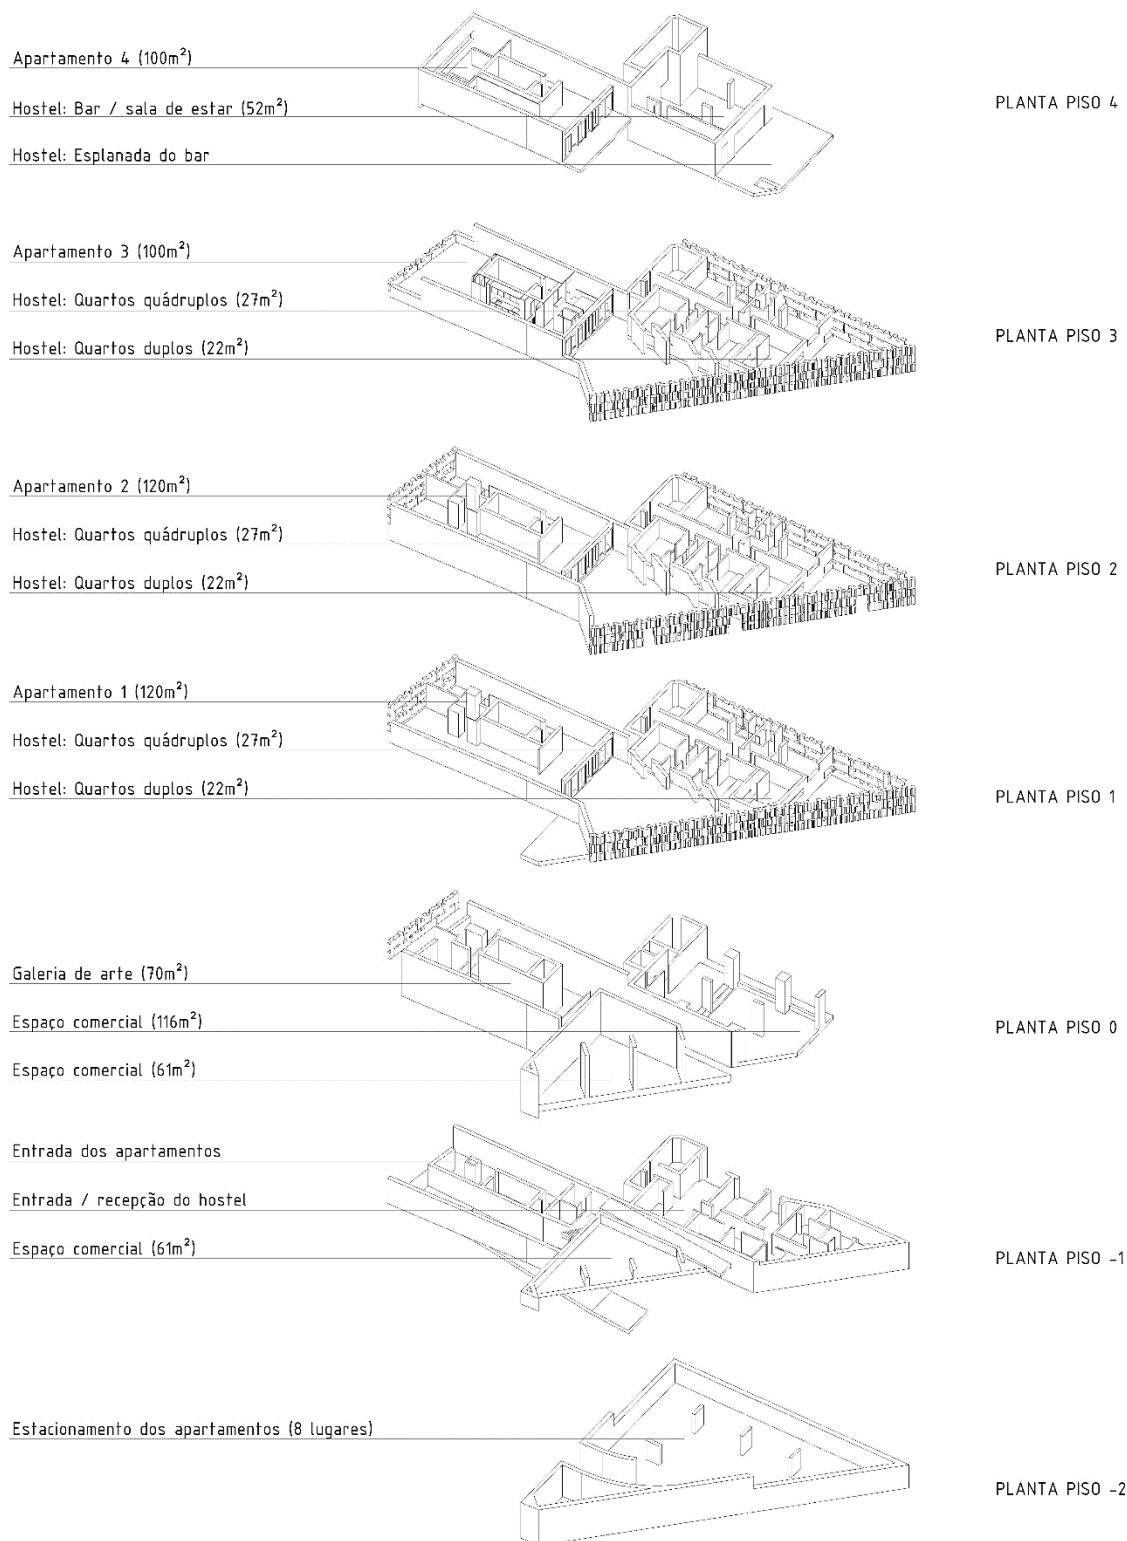 Apartamento 4 (100m²)
Hostel: Bar / sala de estar (52m²)
PLANTA PISO 4
Hostel: Esplanada do bar
Apartamento 3 (100m²)
Hostel: Quartos quádruplos (27m²)
PLANTA PISO 3
Hostel: Quartos duplos (22m²)
Apartamento 2 (120m²)
Hostel: Quartos quádruplos (27m²)
PLANTA PISO 2
Hostel: Quartos duplos (22m²)
Apartamento 1 (120m²)
Hostel: Quartos quádruplos (27m²)
Hostel: Quartos duplos (22m²)
PLANTA PISO 1
Galeria de arte (70m²)
Espaço comercial (116m²)
PLANTA PISO 0
Espaço comercial (61m²)
Entrada dos apartamentos
Entrada / recepção do hostel
Espaço comercial (61m²)
PLANTA PISO -1
Estacionamento dos apartamentos (8 lugares)
PLANTA PISO -2